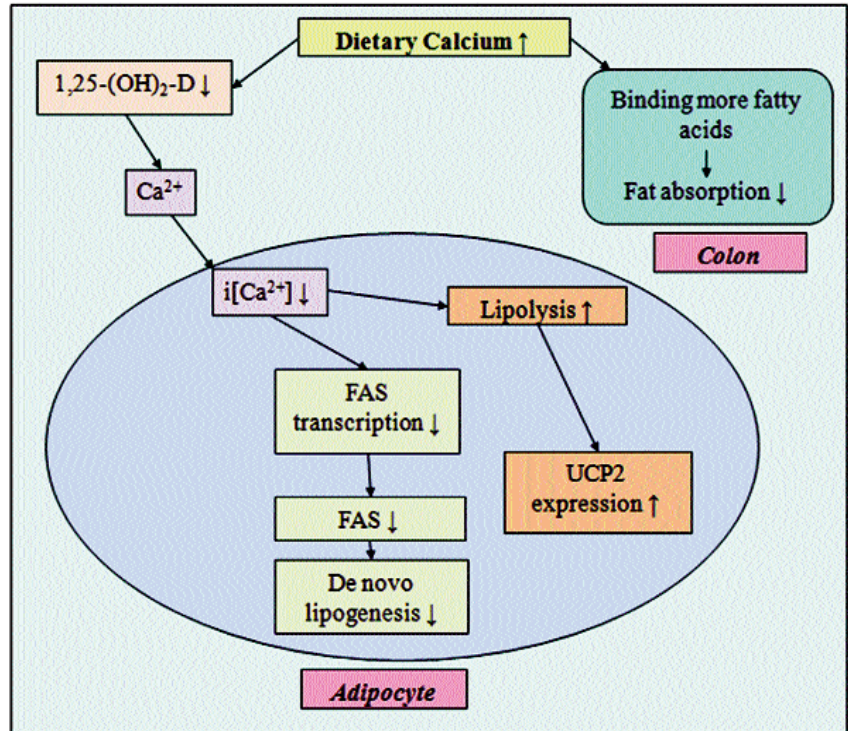 Dietary Calcium ↑
1,25-(OH)₂-D ↓
Binding more fatty
acids
↓
Fat absorption ↓
Ca²⁺
Colon
i[Ca²⁺] ↓
Lipolysis ↑
FAS
transcription ↓
UCP2
expression ↑
FAS ↓
De novo
lipogenesis ↓
Adipocyte